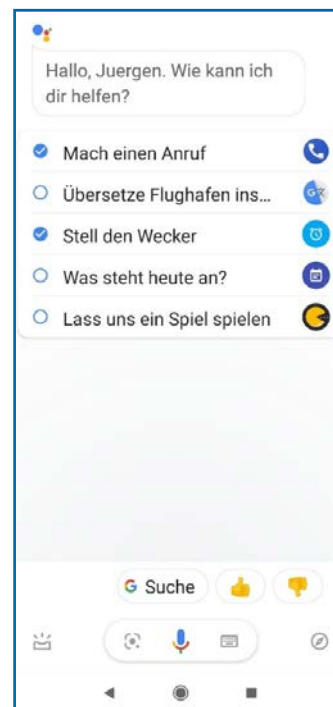 Hallo, Juergen. Wie kann ich
dir helfen?
Mach einen Anruf
Übersetze Flughafen ins...
Stell den Wecker
Was steht heute an?
Lass uns ein Spiel spielen
G Suche